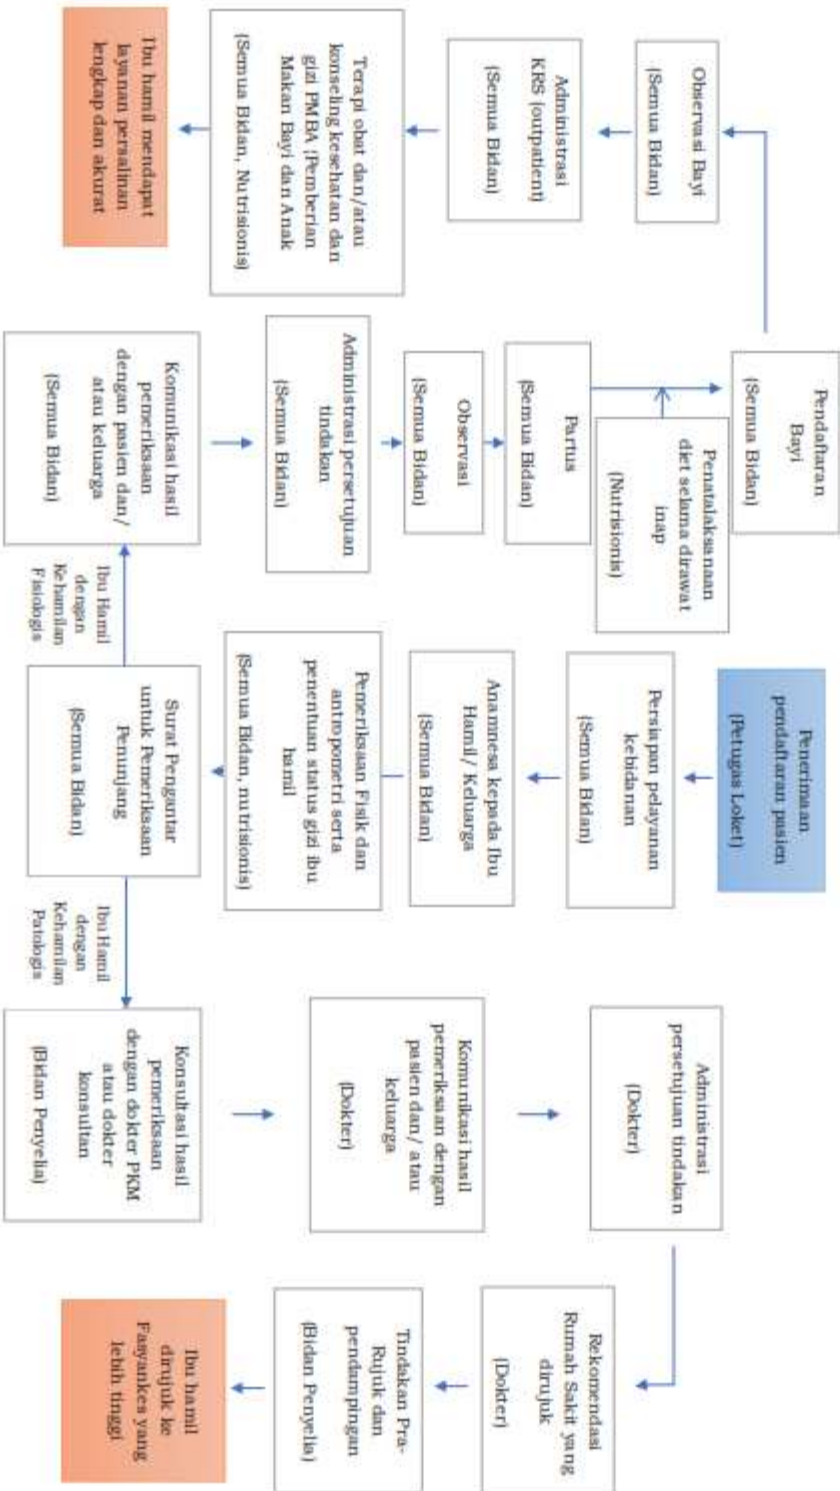 Penerimaan
pendaftaran pasien
(Petugas Loket)
Persiapan pelayanan
kebidanan
(Semua Bidan)
Anamnesa kepada Ibu
Hamil/ Keluarga
(Semua Bidan)
Pemeriksaan Fisik dan
antropometri serta
penentuan status gizi ibu
hamil
(Semua Bidan, nutrisionis)
Surat Pengantar
untuk Pemeriksaan
Penunjang
(Semua Bidan)
Ibu Hamil
dengan
Kehamilan
Fisiologis
Komunikasi hasil
pemeriksaan
dengan pasien dan/
atau keluarga
(Semua Bidan)
Administrasi persetujuan
tindakan
(Semua Bidan)
Observasi
(Semua Bidan)
Partus
(Semua Bidan)
Penatalaksanaan
diet selama dirawat
inap
(Nutrisionis)
Pendaftaran
Bayi
(Semua Bidan)
Observasi Bayi
(Semua Bidan)
Administrasi
KRS (outpatient)
(Semua Bidan)
Terapi obat dan/atau
konseling kesehatan dan
gizi PMBA (Pemberian
Makan Bayi dan Anak
(Semua Bidan, Nutrisionis)
Ibu hamil mendapat
layanan persalinan
lengkap dan akurat
Ibu Hamil
dengan
Kehamilan
Patologis
Konsultasi hasil
pemeriksaan
dengan dokter PKM
atau dokter
konsultan
(Bidan Penyelia)
Komunikasi hasil
pemeriksaan dengan
pasien dan/ atau
keluarga
(Dokter)
Administrasi
persetujuan tindakan
(Dokter)
Rekomendasi
Rumah Sakit yang
dirujuk
(Dokter)
Tindakan Pra-
Rujuk dan
pendampingan
(Bidan Penyelia)
Ibu hamil
dirujuk ke
Fasyankes yang
lebih tinggi